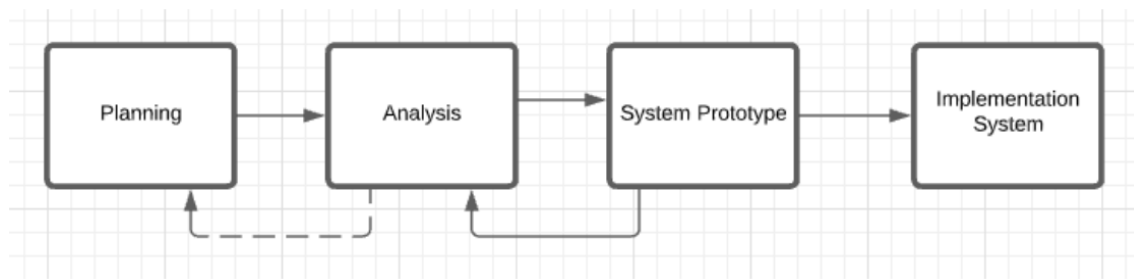 Planning
Analysis
System Prototype
Implementation
System